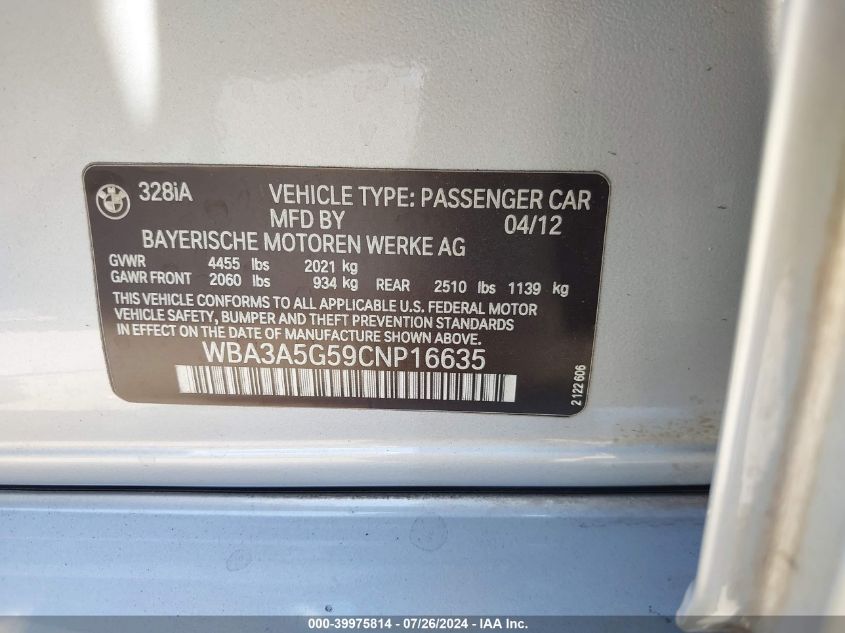 328iA VEHICLE TYPE: PASSENGER CAR
MFD BY 04/12
BAYERISCHE MOTOREN WERKE AG
GVWR 4455 lbs 2021 kg
GAWR FRONT 2060 lbs 934 kg REAR 2510 lbs 1139 kg
THIS VEHICLE CONFORMS TO ALL APPLICABLE U.S. FEDERAL MOTOR
VEHICLE SAFETY, BUMPER AND THEFT PREVENTION STANDARDS
IN EFFECT ON THE DATE OF MANUFACTURE SHOWN ABOVE.
WBA3A5G59CNP16635
2 122 606
000-39975814 / 07/26/2024 - IAA Inc.